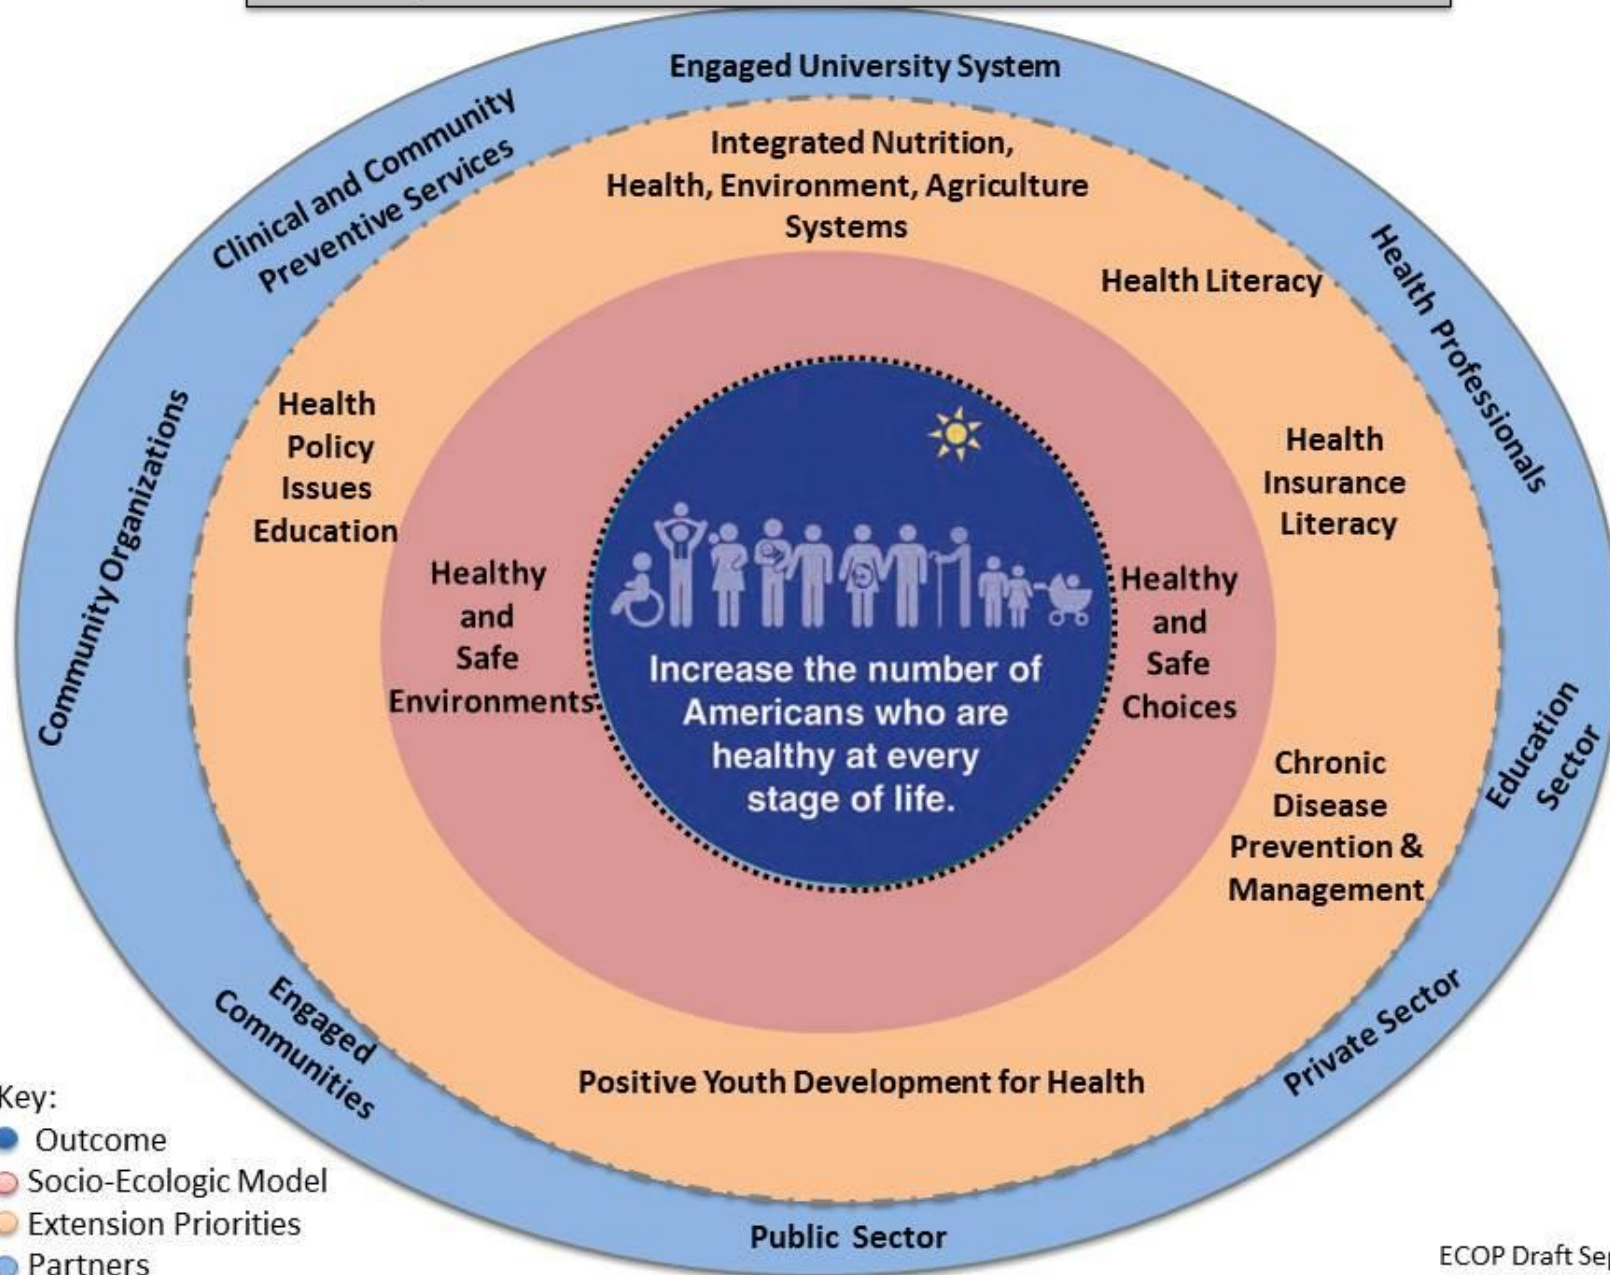 Engaged University System
Clinical and Community
Preventive Services
Integrated Nutrition,
Health, Environment, Agriculture
Systems
Health Literacy
Health Professionals
Health
Policy
Issues
Education
Health
Insurance
Literacy
Community Organizations
Healthy
and
Safe
Environments
Healthy
and
Safe
Choices
Increase the number of
Americans who are
healthy at every
stage of life.
Education
Sector
Chronic
Disease
Prevention &
Management
Engaged
Communities
Private Sector
Positive Youth Development for Health
Public Sector
Key:
Outcome
Socio-Ecologic Model
Extension Priorities
Partners
ECOP Draft Sep